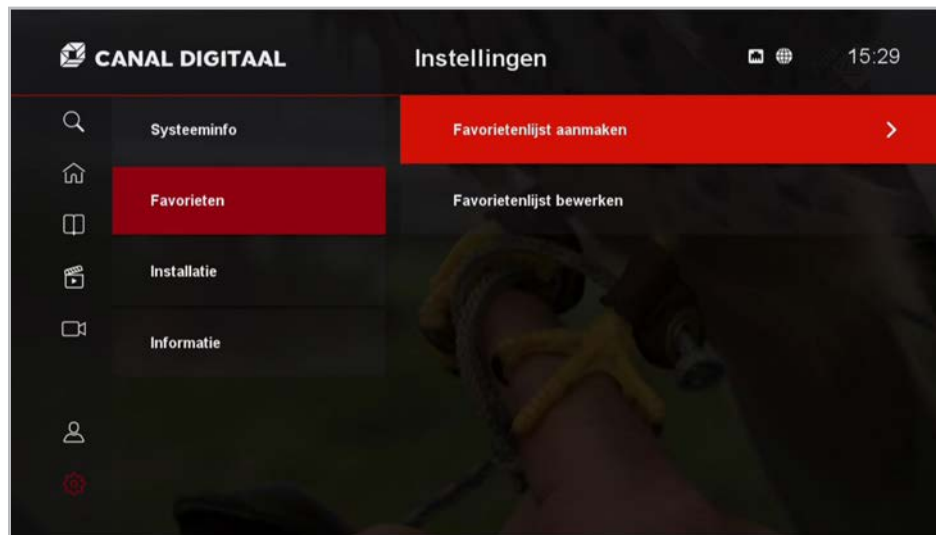 CANAL DIGITAAL
Instellingen
15:29
Systeeminfo
Favorieten
Installatie
Informatie
Favorietenlijst aanmaken
Favorietenlijst bewerken